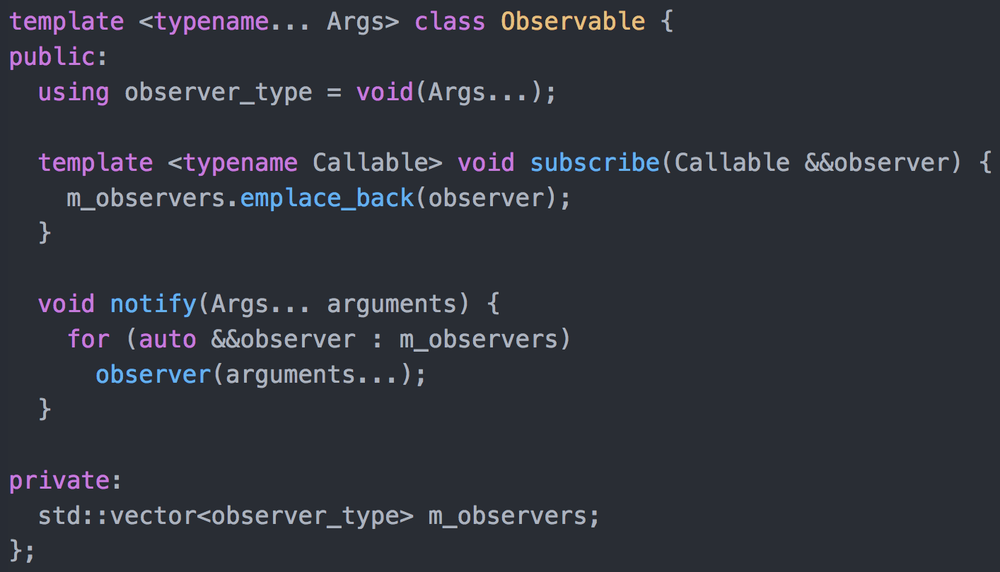 template <typename... Args> class Observable {
public:
  using observer_type = void(Args...);

  template <typename Callable> void subscribe(Callable &&observer) {
    m_observers.emplace_back(observer);
  }

  void notify(Args... arguments) {
    for (auto &&observer : m_observers)
      observer(arguments...);
  }

private:
  std::vector<observer_type> m_observers;
};